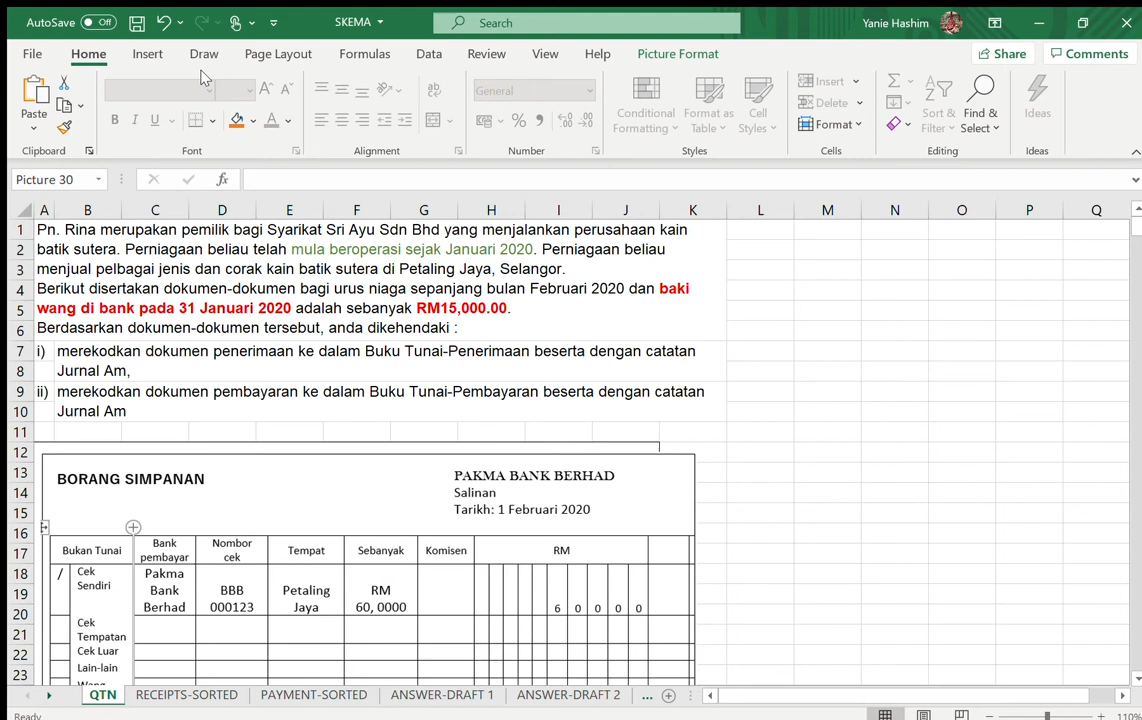 AutoSave Off SKEMA Search Yanie Hashim
File Home Insert Draw Page Layout Formulas Data Review View Help Picture Format Share Comments
Paste B I U General % Conditional Formatting Format as Table Cell Styles Insert Delete Format Sort & Filter Find & Select Ideas
Clipboard Font Alignment Number Styles Cells Editing Ideas
Picture 30 fx
A B C D E F G H I J K L M N O P Q
1 Pn. Rina merupakan pemilik bagi Syarikat Sri Ayu Sdn Bhd yang menjalankan perusahaan kain
2 batik sutera. Perniagaan beliau telah mula beroperasi sejak Januari 2020. Perniagaan beliau
3 menjual pelbagai jenis dan corak kain batik sutera di Petaling Jaya, Selangor.
4 Berikut disertakan dokumen-dokumen bagi urus niaga sepanjang bulan Februari 2020 dan baki
5 wang di bank pada 31 Januari 2020 adalah sebanyak RM15,000.00.
6 Berdasarkan dokumen-dokumen tersebut, anda dikehendaki :
7 i) merekodkan dokumen penerimaan ke dalam Buku Tunai-Penerimaan beserta dengan catatan
8 Jurnal Am,
9 ii) merekodkan dokumen pembayaran ke dalam Buku Tunai-Pembayaran beserta dengan catatan
10 Jurnal Am
11
12
13 BORANG SIMPANAN PAKMA BANK BERHAD
14 Salinan
15 Tarikh: 1 Februari 2020
16
17 Bukan Tunai Bank pembayar Nombor cek Tempat Sebanyak Komisen RM
18 / Cek Sendiri Pakma Bank Berhad BBB 000123 Petaling Jaya RM 60, 0000 6 0 0 0 0
19
20
21 Cek Tempatan
22 Cek Luar
23 Lain-lain
Wang
QTN RECEIPTS-SORTED PAYMENT-SORTED ANSWER-DRAFT 1 ANSWER-DRAFT 2 ...
Ready 110%